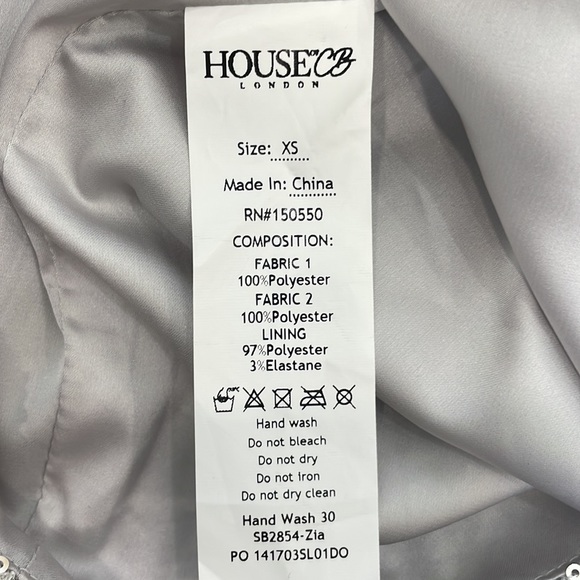 HOUSE OF CB
LONDON
Size: XS
Made In: China
RN#150550
COMPOSITION:
FABRIC 1
100%Polyester
FABRIC 2
100%Polyester
LINING
97%Polyester
3%Elastane
Hand wash
Do not bleach
Do not dry
Do not iron
Do not dry clean
Hand Wash 30
SB2854-Zia
PO 141703SL01DO